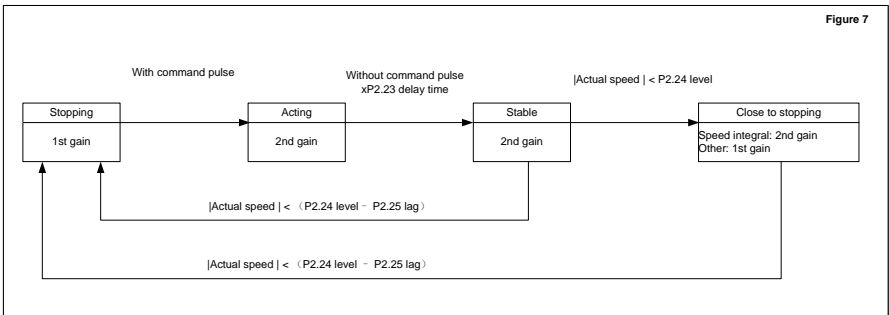 Figure 7
With command pulse
Without command pulse
xP2.23 delay time
|Actual speed | < P2.24 level
Stopping
1st gain
Acting
2nd gain
Stable
2nd gain
Close to stopping
Speed integral: 2nd gain
Other: 1st gain
|Actual speed | < （P2.24 level - P2.25 lag）
|Actual speed | < （P2.24 level - P2.25 lag）